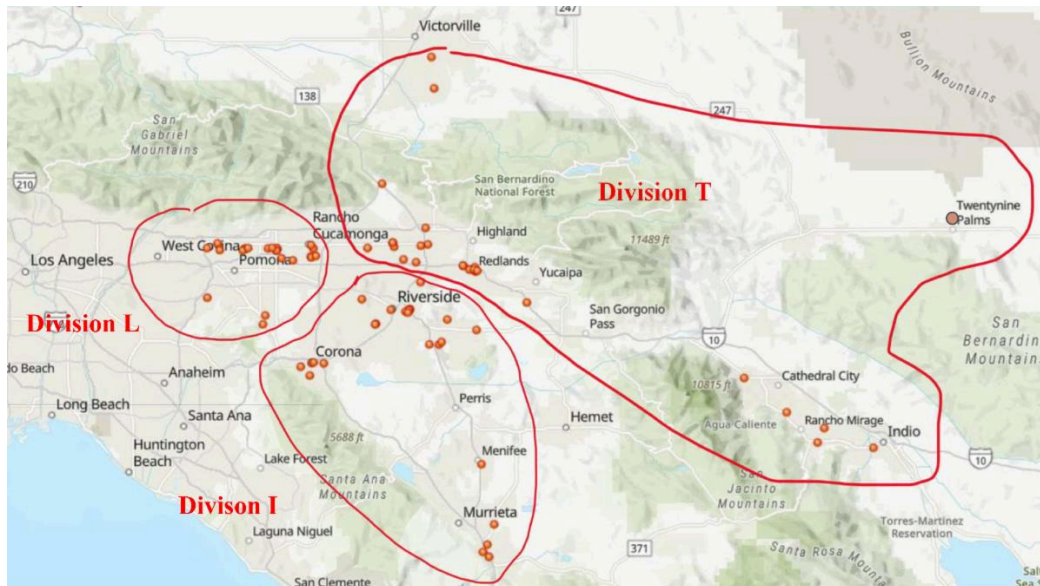 Victorville
247
Bullion Mountains
138
247
San
Gabriel
Mountains
210
San Bernardino
National Forest
Division T
Twentynine
Palms
Rancho
Cucamonga
Highland
11489 ft
West Covina
Los Angeles
Pomona
Redlands
Yucaipa
Riverside
San Gorgonio
Pass
Division L
10
San
Bernardino
Mountains
Corona
do Beach
Anaheim
10815 ft
Cathedral City
Long Beach
Santa Ana
Perris
Hemet
Agua Caliente
Rancho Mirage
Indio
5688 ft
Huntington
Beach
Lake Forest
Menifee
10
Santa Ana
Mountains
San
Jacinto
Mountains
Divison I
Murrieta
Laguna Niguel
371
Torres-Martinez
Reservation
Santa Rosa Mount
San Clemente
Salt
Sea